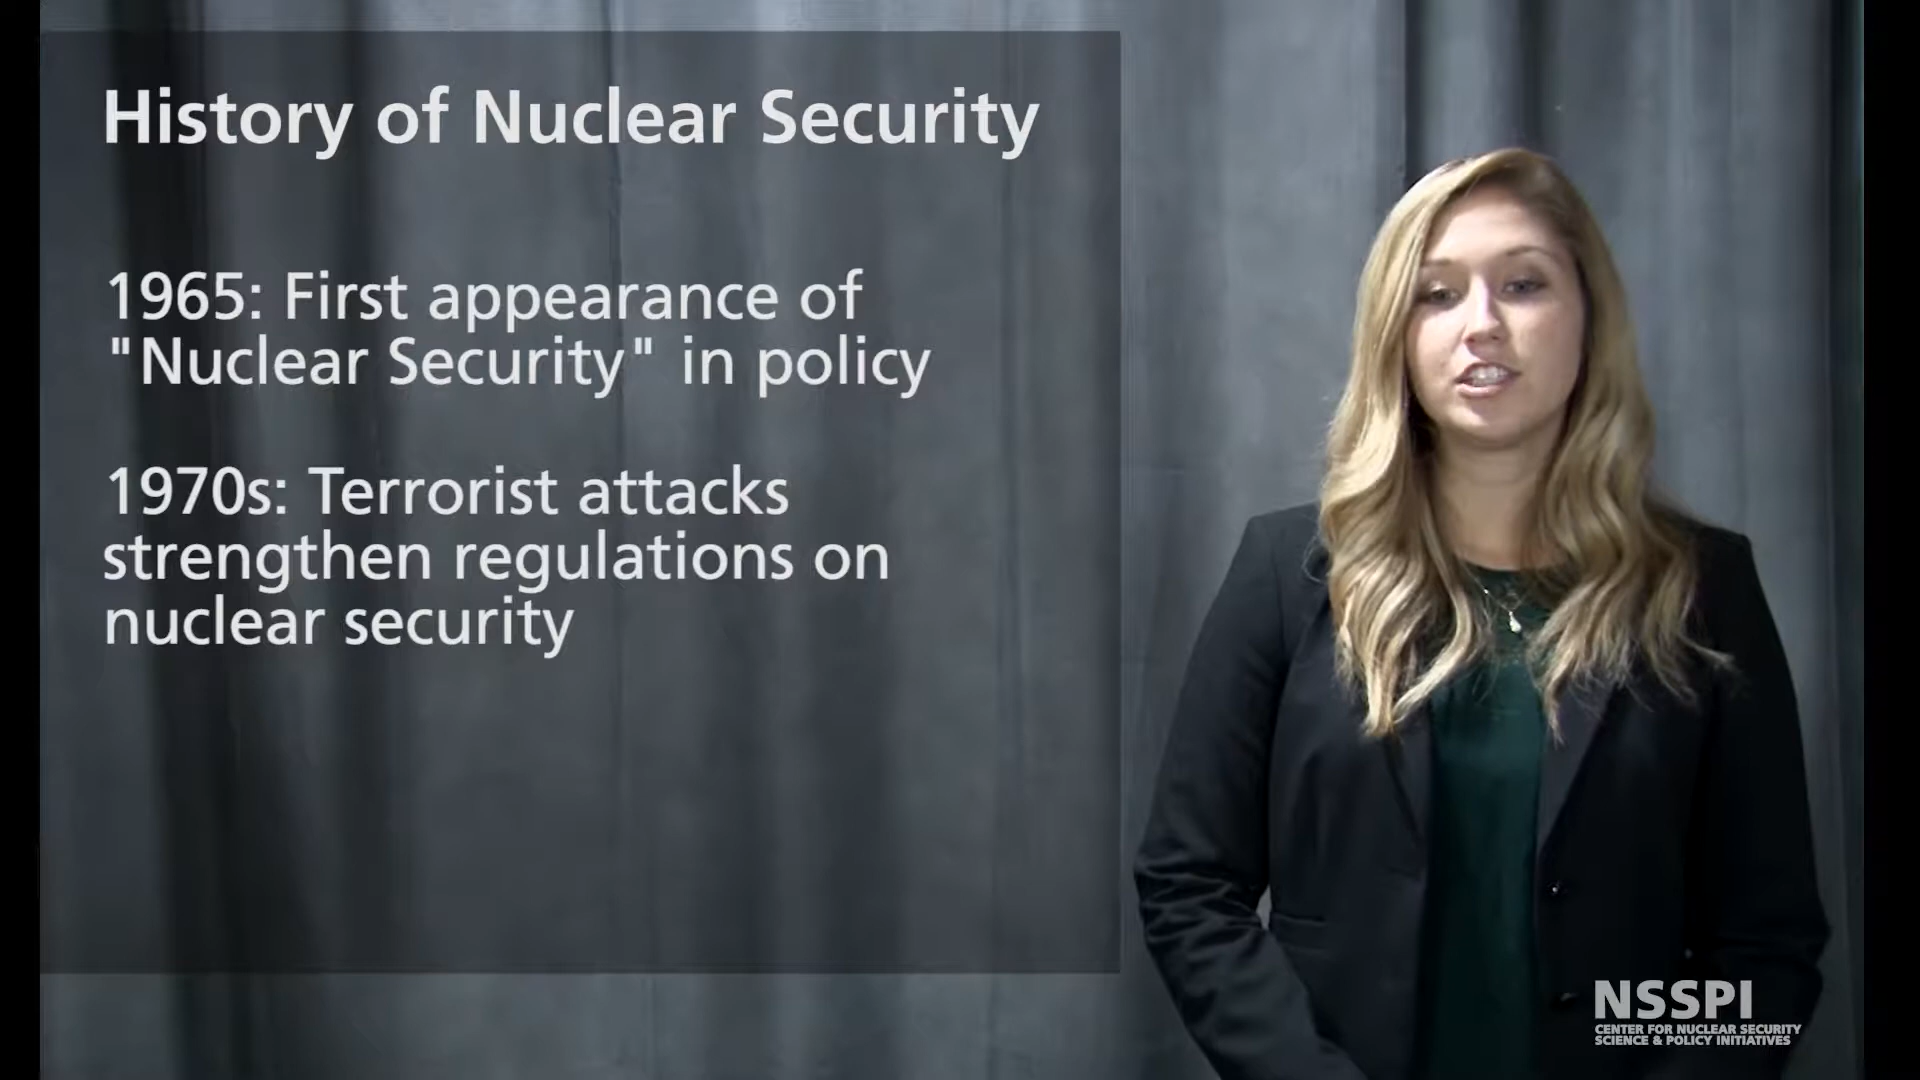 History of Nuclear Security
1965: First appearance of
"Nuclear Security" in policy
1970s: Terrorist attacks
strengthen regulations on
nuclear security
NSSPI
CENTER FOR NUCLEAR SECURITY
SCIENCE & POLICY INITIATIVES